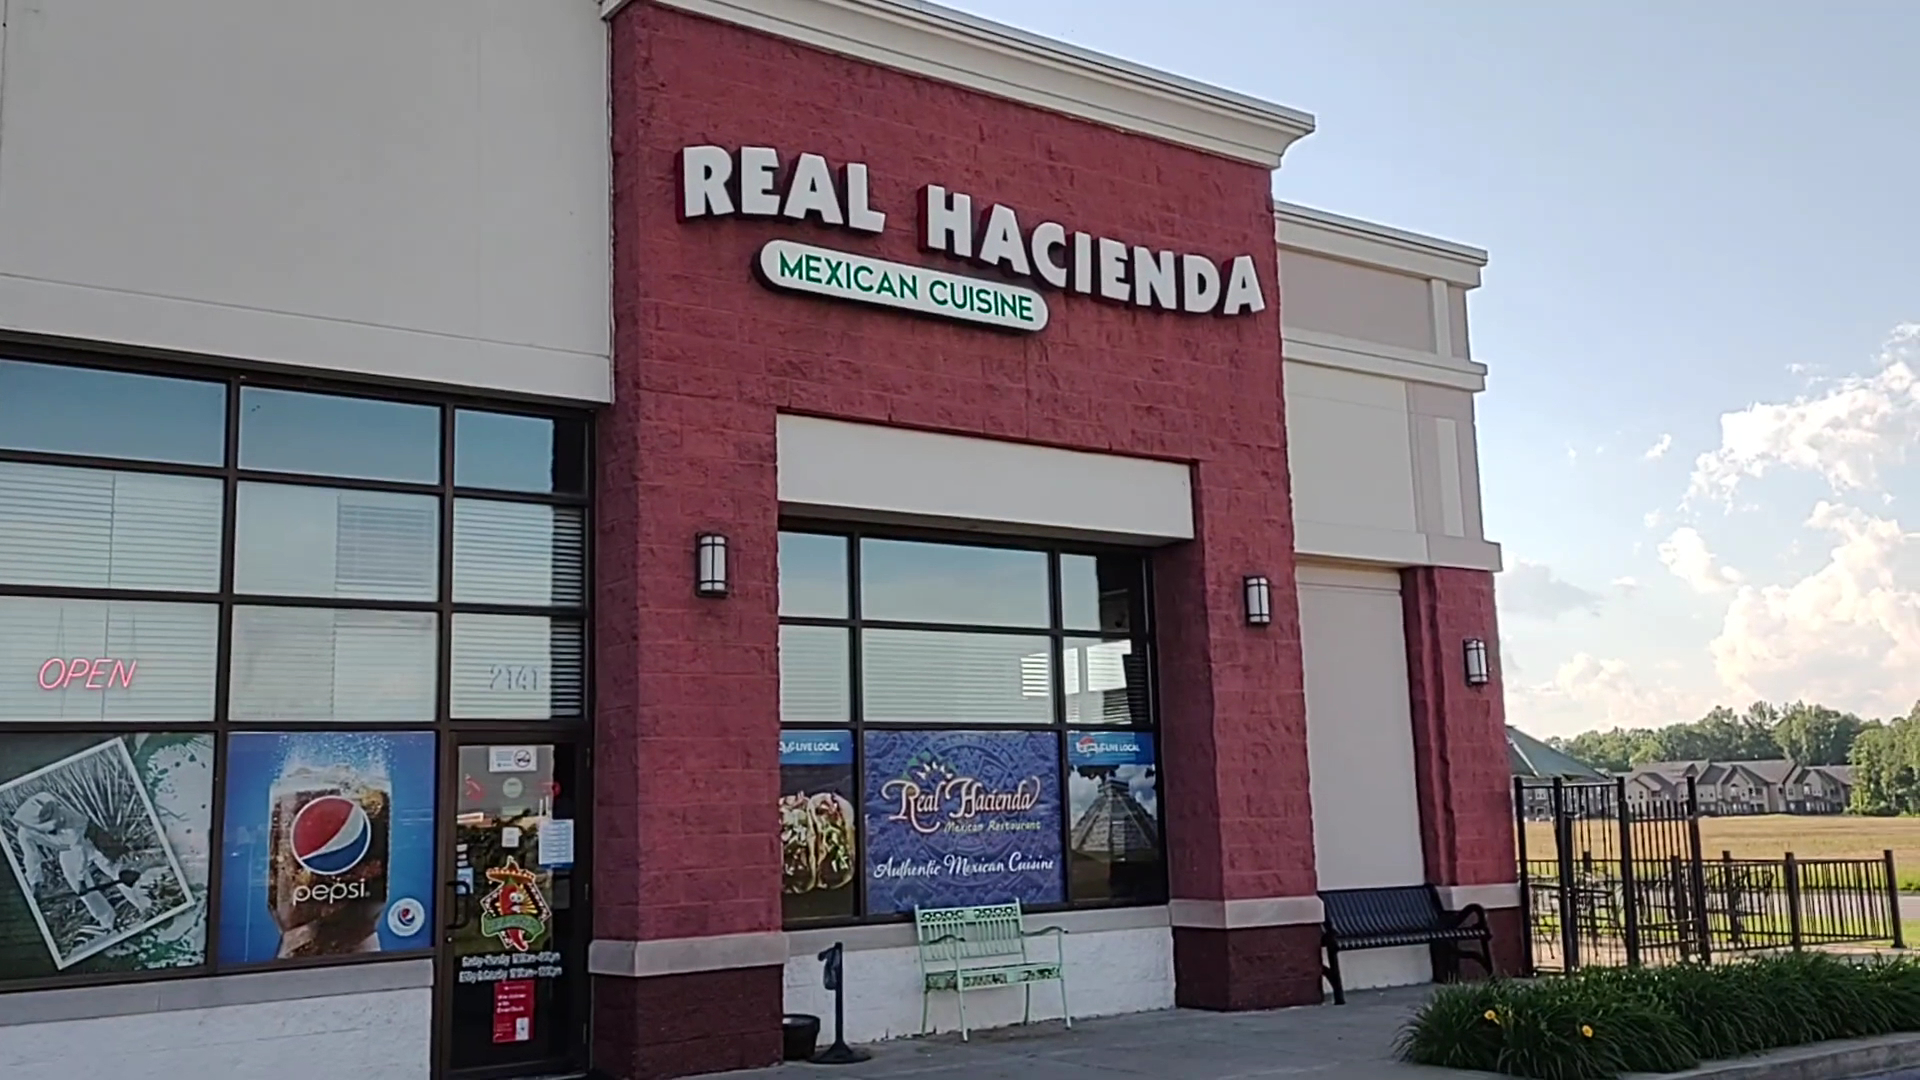 REAL HACIENDA
MEXICAN CUISINE
OPEN
2141
pepsi
LIVE LOCAL
Real Hacienda
Mexican Restaurant
Authentic Mexican Cuisine
LIVE LOCAL